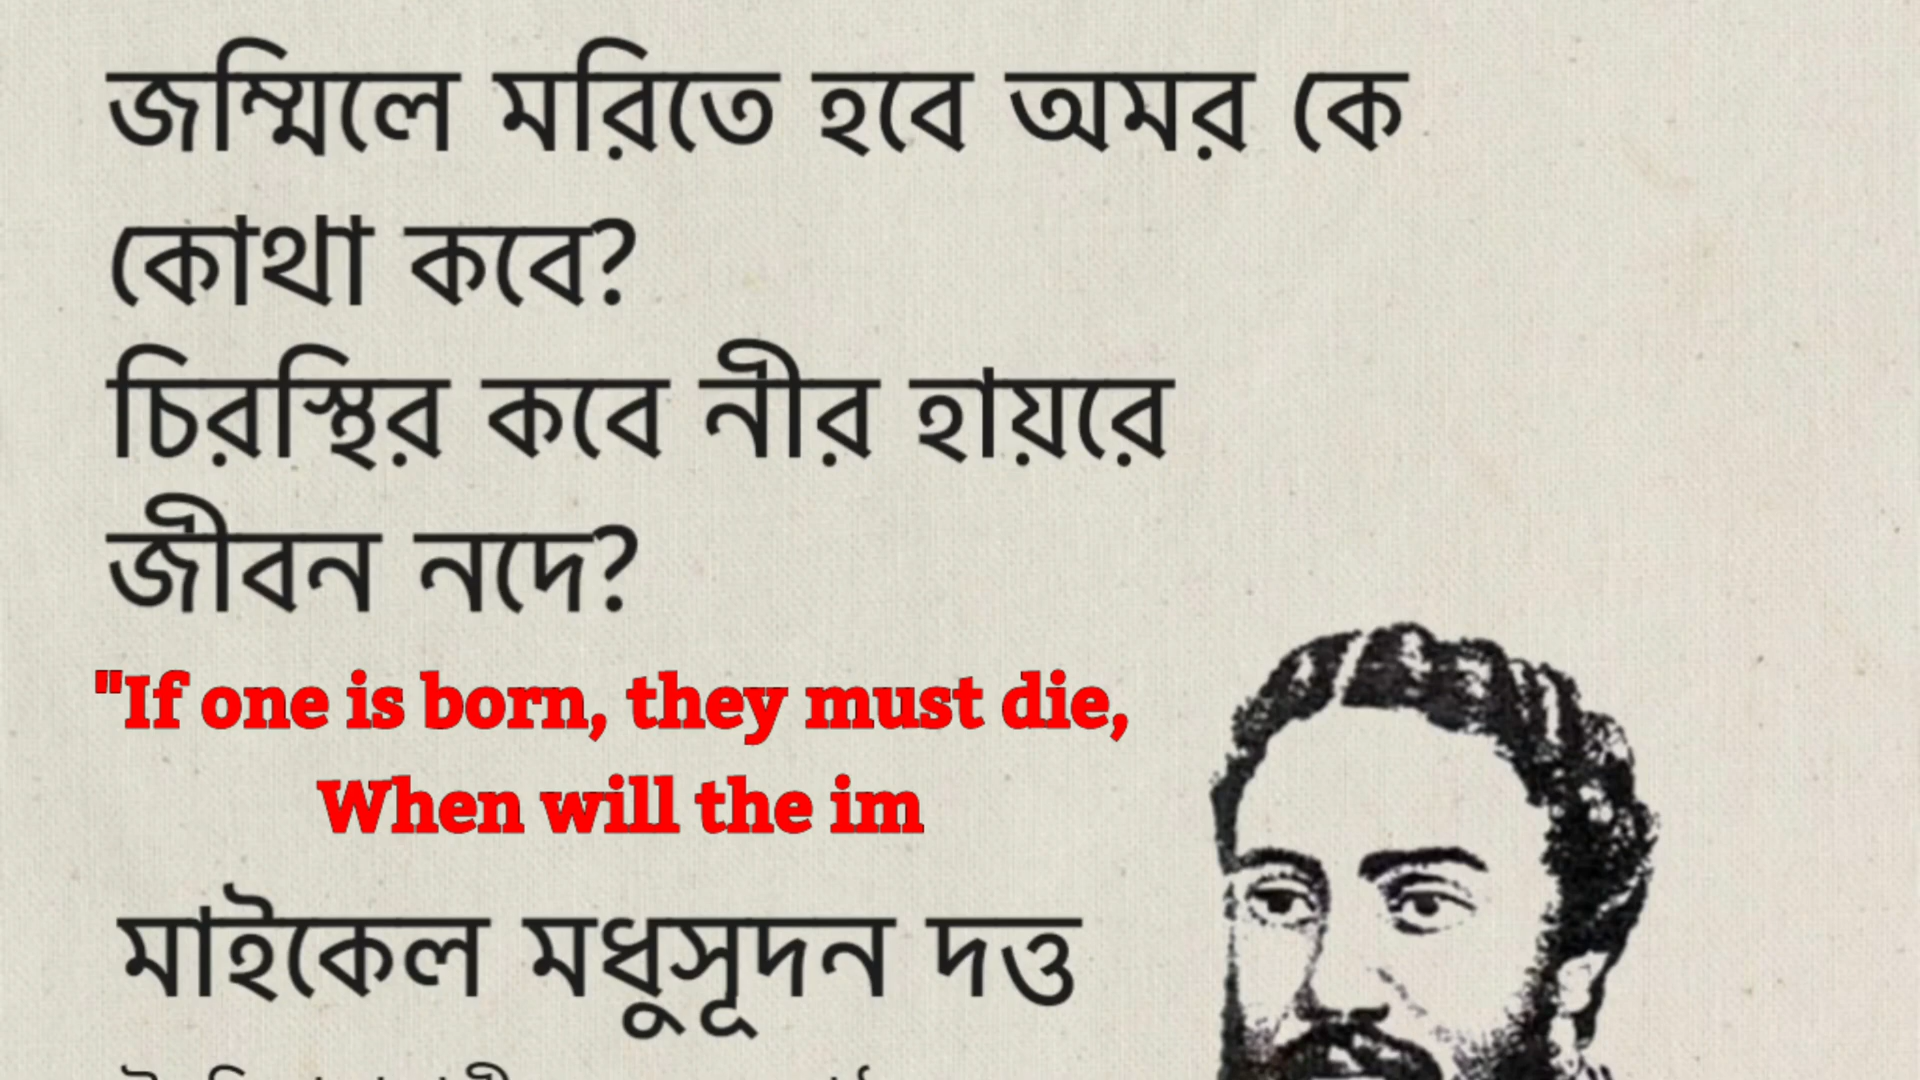 জম্মিলে মরিতে হবে অমর কে
কোথা কবে?
চিরস্থির কবে নীর হায়রে
জীবন নদে?
"If one is born, they must die,
When will the im
মাইকেল মধুসূদন দত্ত